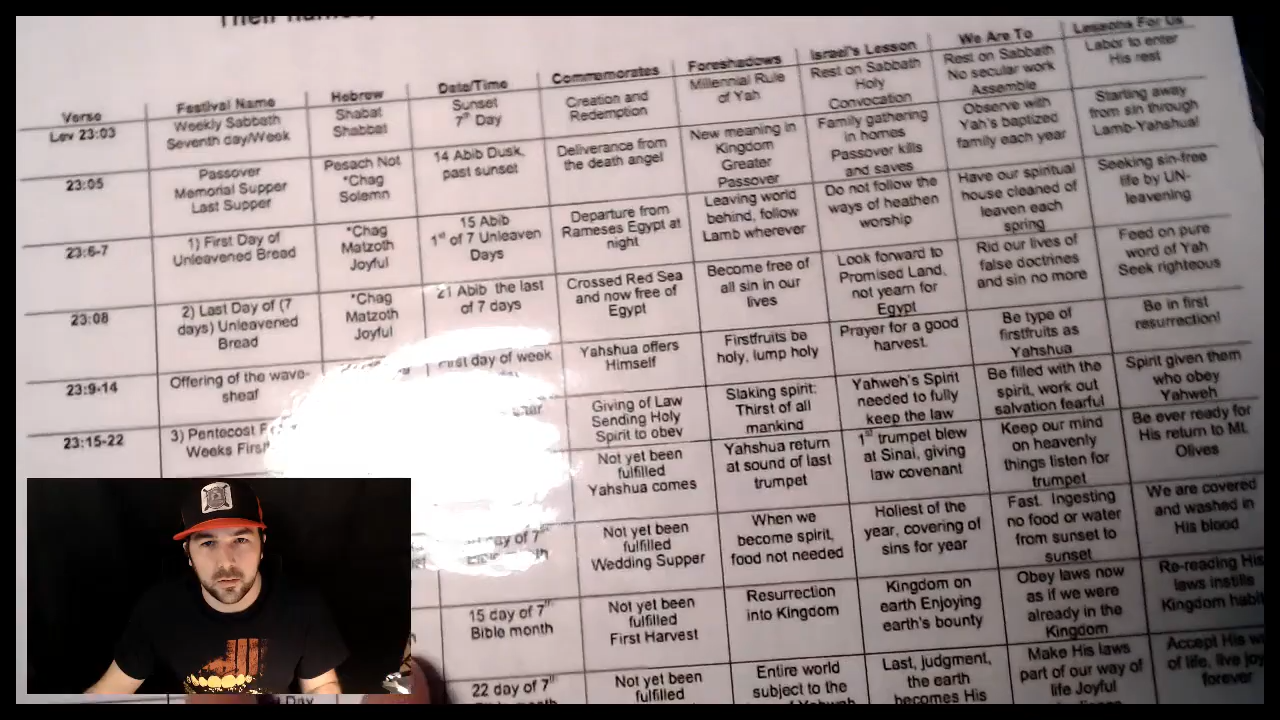 Their
Verse
Festival Name
Hebrew
Date/Time
Commemorates
Foreshadows
Israel's Lesson
We Are To
Lessons For Us
Lev 23:03
Weekly Sabbath
Seventh day/Week
Shabat
Shabbat
Sunset
7th Day
Creation and
Redemption
Millennial Rule
of Yah
Rest on Sabbath
Holy
Convocation
Rest on Sabbath
No secular work
Assemble
Labor to enter
His rest
23:05
Passover
Memorial Supper
Last Supper
Pesach Not
*Chag
Solemn
14 Abib Dusk,
past sunset
Deliverance from
the death angel
New meaning in
Kingdom
Greater
Passover
Family gathering
in homes
Passover kills
and saves
Observe with
Yah's baptized
family each year
Starting away
from sin through
Lamb-Yahshua!
23:6-7
1) First Day of
Unleavened Bread
*Chag
Matzoth
Joyful
15 Abib
1st of 7 Unleaven
Days
Departure from
Rameses Egypt at
night
Leaving world
behind, follow
Lamb wherever
Do not follow the
ways of heathen
worship
Have our spiritual
house cleaned of
leaven each
spring
Seeking sin-free
life by UN-
leavening
23:08
2) Last Day of (7
days) Unleavened
Bread
*Chag
Matzoth
Joyful
21 Abib the last
of 7 days
Crossed Red Sea
and now free of
Egypt
Become free of
all sin in our
lives
Look forward to
Promised Land,
not yearn for
Egypt
Rid our lives of
false doctrines
and sin no more
Feed on pure
word of Yah
Seek righteous
23:9-14
Offering of the wave-
sheaf
First day of week
Yahshua offers
Himself
Firstfruits be
holy, lump holy
Prayer for a good
harvest.
Be type of
firstfruits as
Yahshua
Be in first
resurrection!
23:15-22
3) Pentecost
Weeks
Giving of Law
Sending Holy
Spirit to obey
Slaking spirit:
Thirst of all
mankind
Yahweh's Spirit
needed to fully
keep the law
Be filled with the
spirit, work out
salvation fearful
Spirit given them
who obey
Yahweh
Not yet been
fulfilled
Yahshua comes
Yahshua return
at sound of last
trumpet
1st trumpet blew
at Sinai, giving
law covenant
Keep our mind
on heavenly
things listen for
trumpet
Be ever ready for
His return to Mt.
Olives
day of 7th
Not yet been
fulfilled
Wedding Supper
When we
become spirit,
food not needed
Holiest of the
year, covering of
sins for year
Fast. Ingesting
no food or water
from sunset to
sunset
We are covered
and washed in
His blood
15 day of 7th
Bible month
Not yet been
fulfilled
First Harvest
Resurrection
into Kingdom
Kingdom on
earth Enjoying
earth's bounty
Obey laws now
as if we were
already in the
Kingdom
Re-reading His
laws instills
Kingdom habit
Day
22 day of 7th
Not yet been
fulfilled
Entire world
subject to the
Last, judgment,
the earth
becomes His
Make His laws
part of our way of
life Joyful
Accept His
of life, live
forever